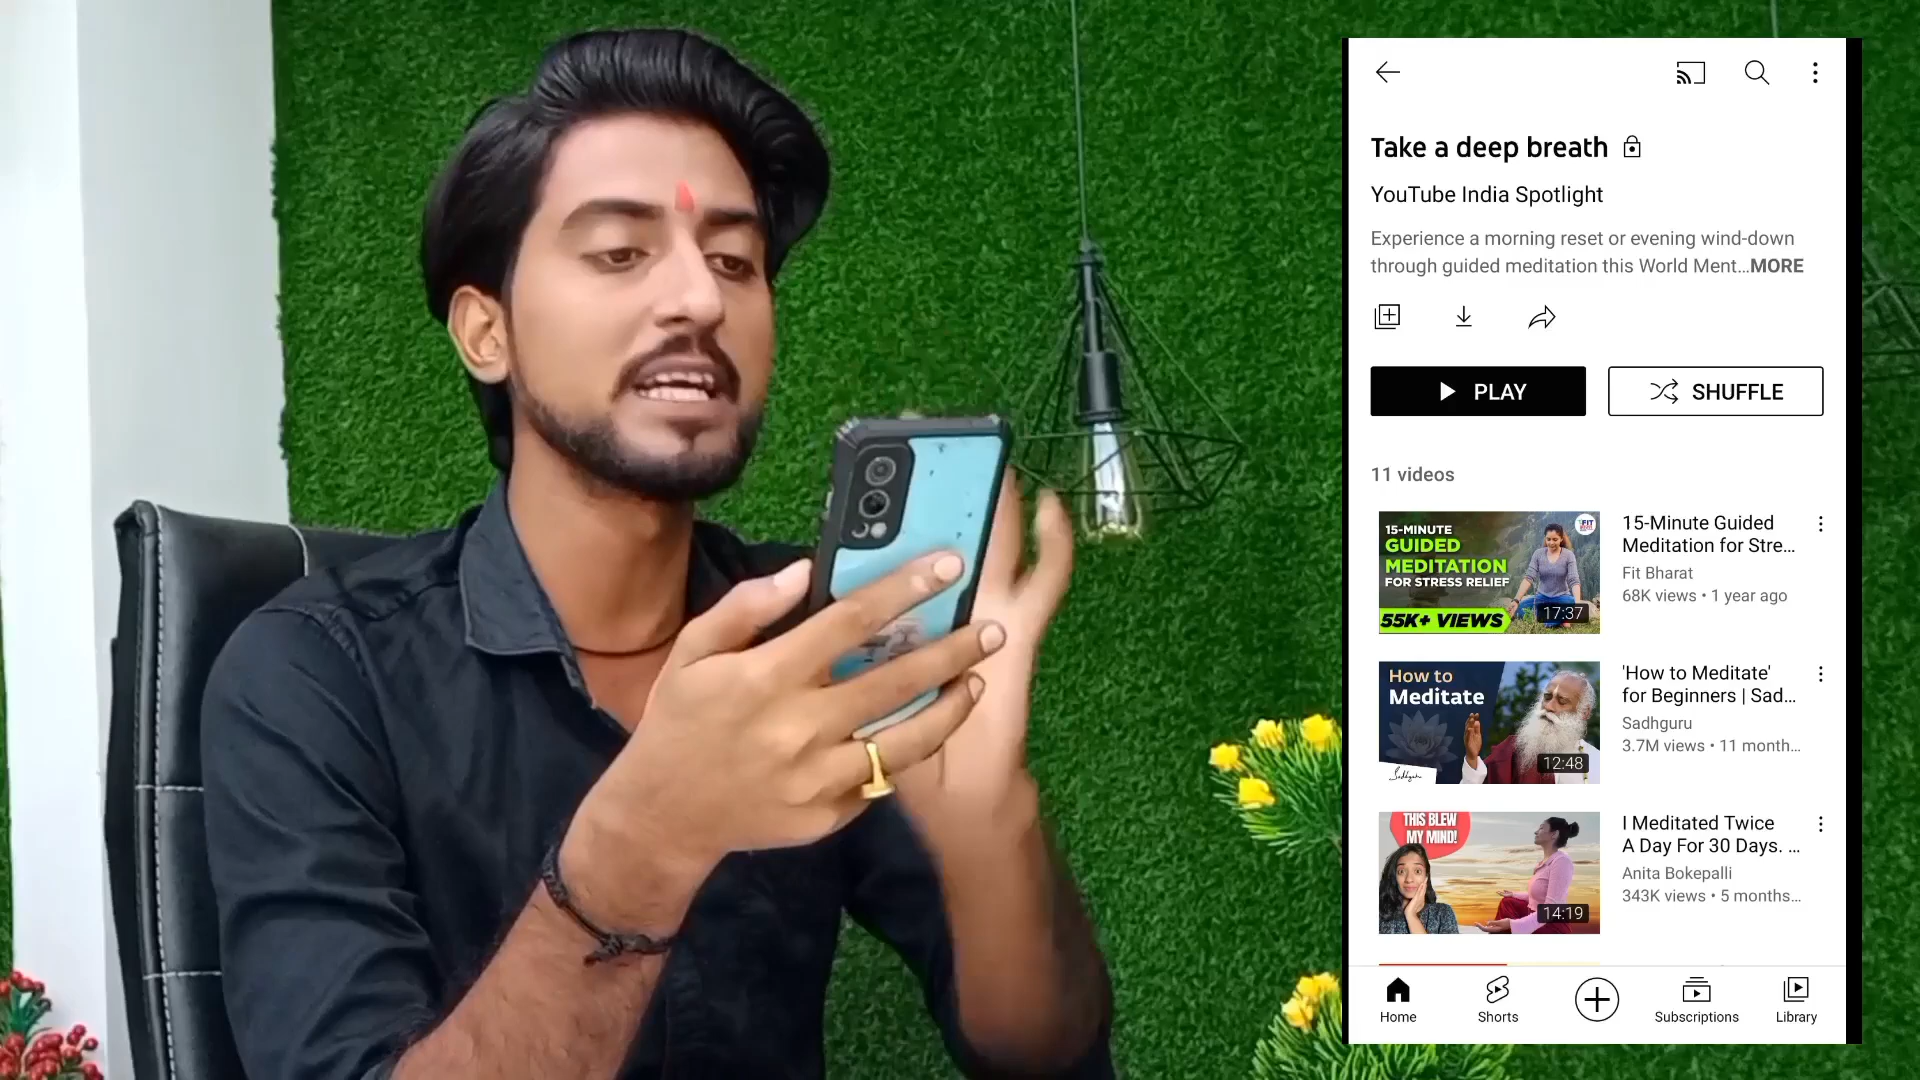 Take a deep breath
YouTube India Spotlight
Experience a morning reset or evening wind-down
through guided meditation this World Ment...MORE
PLAY
SHUFFLE
11 videos
15-MINUTE
GUIDED
MEDITATION
FOR STRESS RELIEF
55K+ VIEWS
17:37
15-Minute Guided
Meditation for Stre...
Fit Bharat
68K views • 1 year ago
How to
Meditate
12:48
'How to Meditate'
for Beginners | Sad...
Sadhguru
3.7M views • 11 month...
THIS BLEW
MY MIND!
14:19
I Meditated Twice
A Day For 30 Days. ...
Anita Bokepalli
343K views • 5 months...
Home
Shorts
Subscriptions
Library